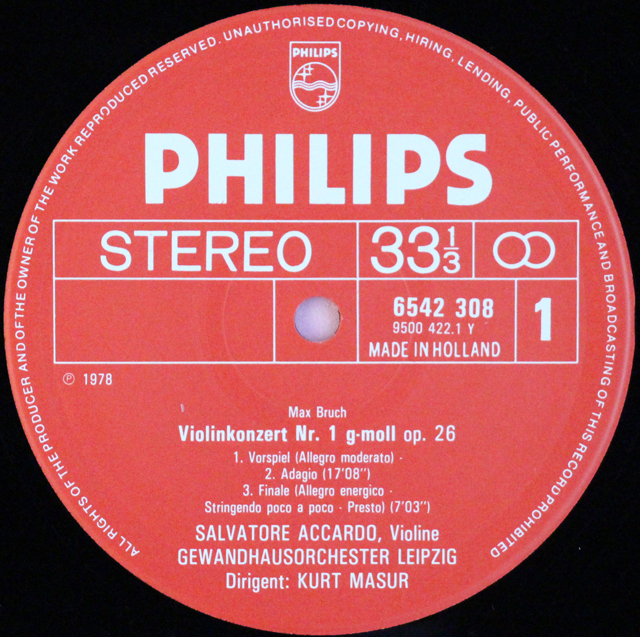 ALL RIGHTS OF THE PRODUCER AND OF THE OWNER OF THE WORK REPRODUCED RESERVED. UNAUTHORISED COPYING, HIRING, LENDING, PUBLIC PERFORMANCE AND BROADCASTING OF THIS RECORD PROHIBITED
PHILIPS
PHILIPS
STEREO 33 1/3
6542 308
9500 422.1 Y
MADE IN HOLLAND
1
℗ 1978
Max Bruch
Violinkonzert Nr. 1 g-moll op. 26
1. Vorspiel (Allegro moderato) ·
2. Adagio (17'08'')
3. Finale (Allegro energico ·
Stringendo poco a poco · Presto) (7'03'')
SALVATORE ACCARDO, Violine
GEWANDHAUSORCHESTER LEIPZIG
Dirigent: KURT MASUR